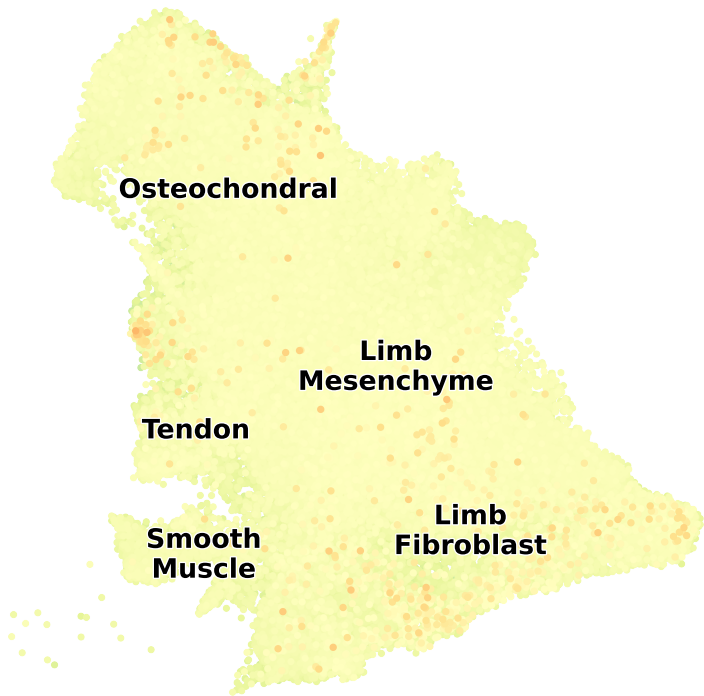 Osteochondral
Limb
Mesenchyme
Tendon
Limb
Fibroblast
Smooth
Muscle